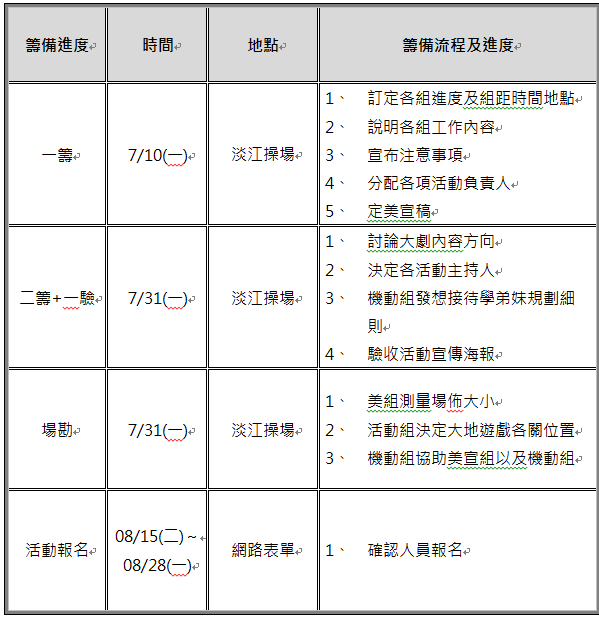 籌備進度
時間
地點
籌備流程及進度
一籌
7/10(一)
淡江操場
1、 訂定各組進度及組距時間地點
2、 說明各組工作內容
3、 宣布注意事項
4、 分配各項活動負責人
5、 定美宣稿
二籌+一驗
7/31(一)
淡江操場
1、 討論大劇內容方向
2、 決定各活動主持人
3、 機動組發想接待學弟妹規劃細
則
4、 驗收活動宣傳海報
場勘
7/31(一)
淡江操場
1、 美組測量場佈大小
2、 活動組決定大地遊戲各關位置
3、 機動組協助美宣組以及機動組
活動報名
08/15(二)~
08/28(一)
網路表單
1、 確認人員報名